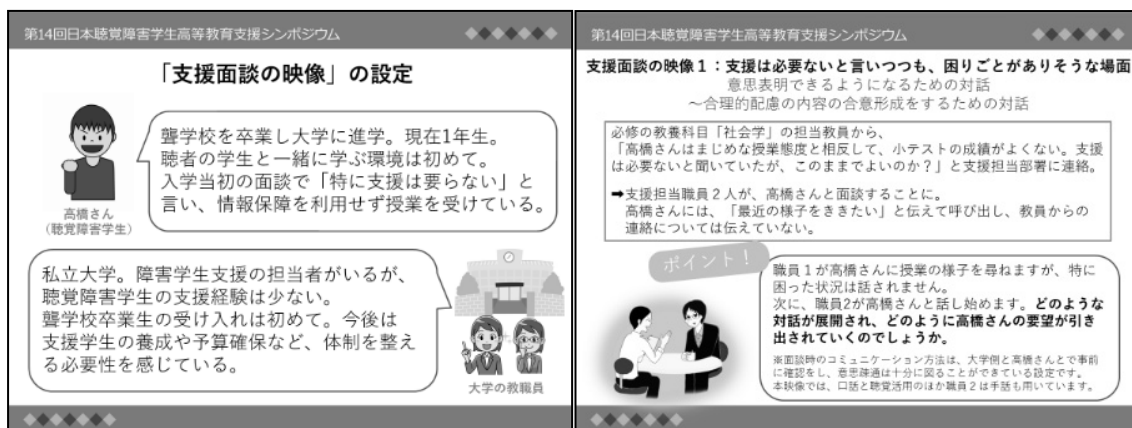 第14回日本聴覚障害学生高等教育支援シンポジウム
「支援面談の映像」の設定
聾学校を卒業し大学に進学。現在1年生。
聴者の学生と一緒に学ぶ環境は初めて。
入学当初の面談で「特に支援は要らない」と
言い、情報保障を利用せず授業を受けている。
高橋さん
(聴覚障害学生)
私立大学。障害学生支援の担当者がいるが、
聴覚障害学生の支援経験は少ない。
聾学校卒業生の受け入れは初めて。今後は
支援学生の養成や予算確保など、体制を整え
る必要性を感じている。
大学の教職員
第14回日本聴覚障害学生高等教育支援シンポジウム
支援面談の映像1：支援は必要ないと言いつつも、困りごとがありそうな場面
意思表明できるようになるための対話
～合理的配慮の内容の合意形成をするための対話
必修の教養科目「社会学」の担当教員から、
「高橋さんはまじめな授業態度と相反して、小テストの成績がよくない。支援
は必要ないと聞いていたが、このままでよいのか？」と支援担当部署に連絡。
➡支援担当職員２人が、高橋さんと面談することに。
高橋さんには、「最近の様子をききたい」と伝えて呼び出し、教員からの
連絡については伝えていない。
ポイント！
職員１が高橋さんに授業の様子を尋ねますが、特に
困った状況は話されません。
次に、職員2が高橋さんと話し始めます。どのような
対話が展開され、どのように高橋さんの要望が引き
出されていくのでしょうか。
※面談時のコミュニケーション方法は、大学側と高橋さんとで事前
に確認をし、意思疎通は十分に図ることができている設定です。
本映像では、口話と聴覚活用のほか職員２は手話も用いています。